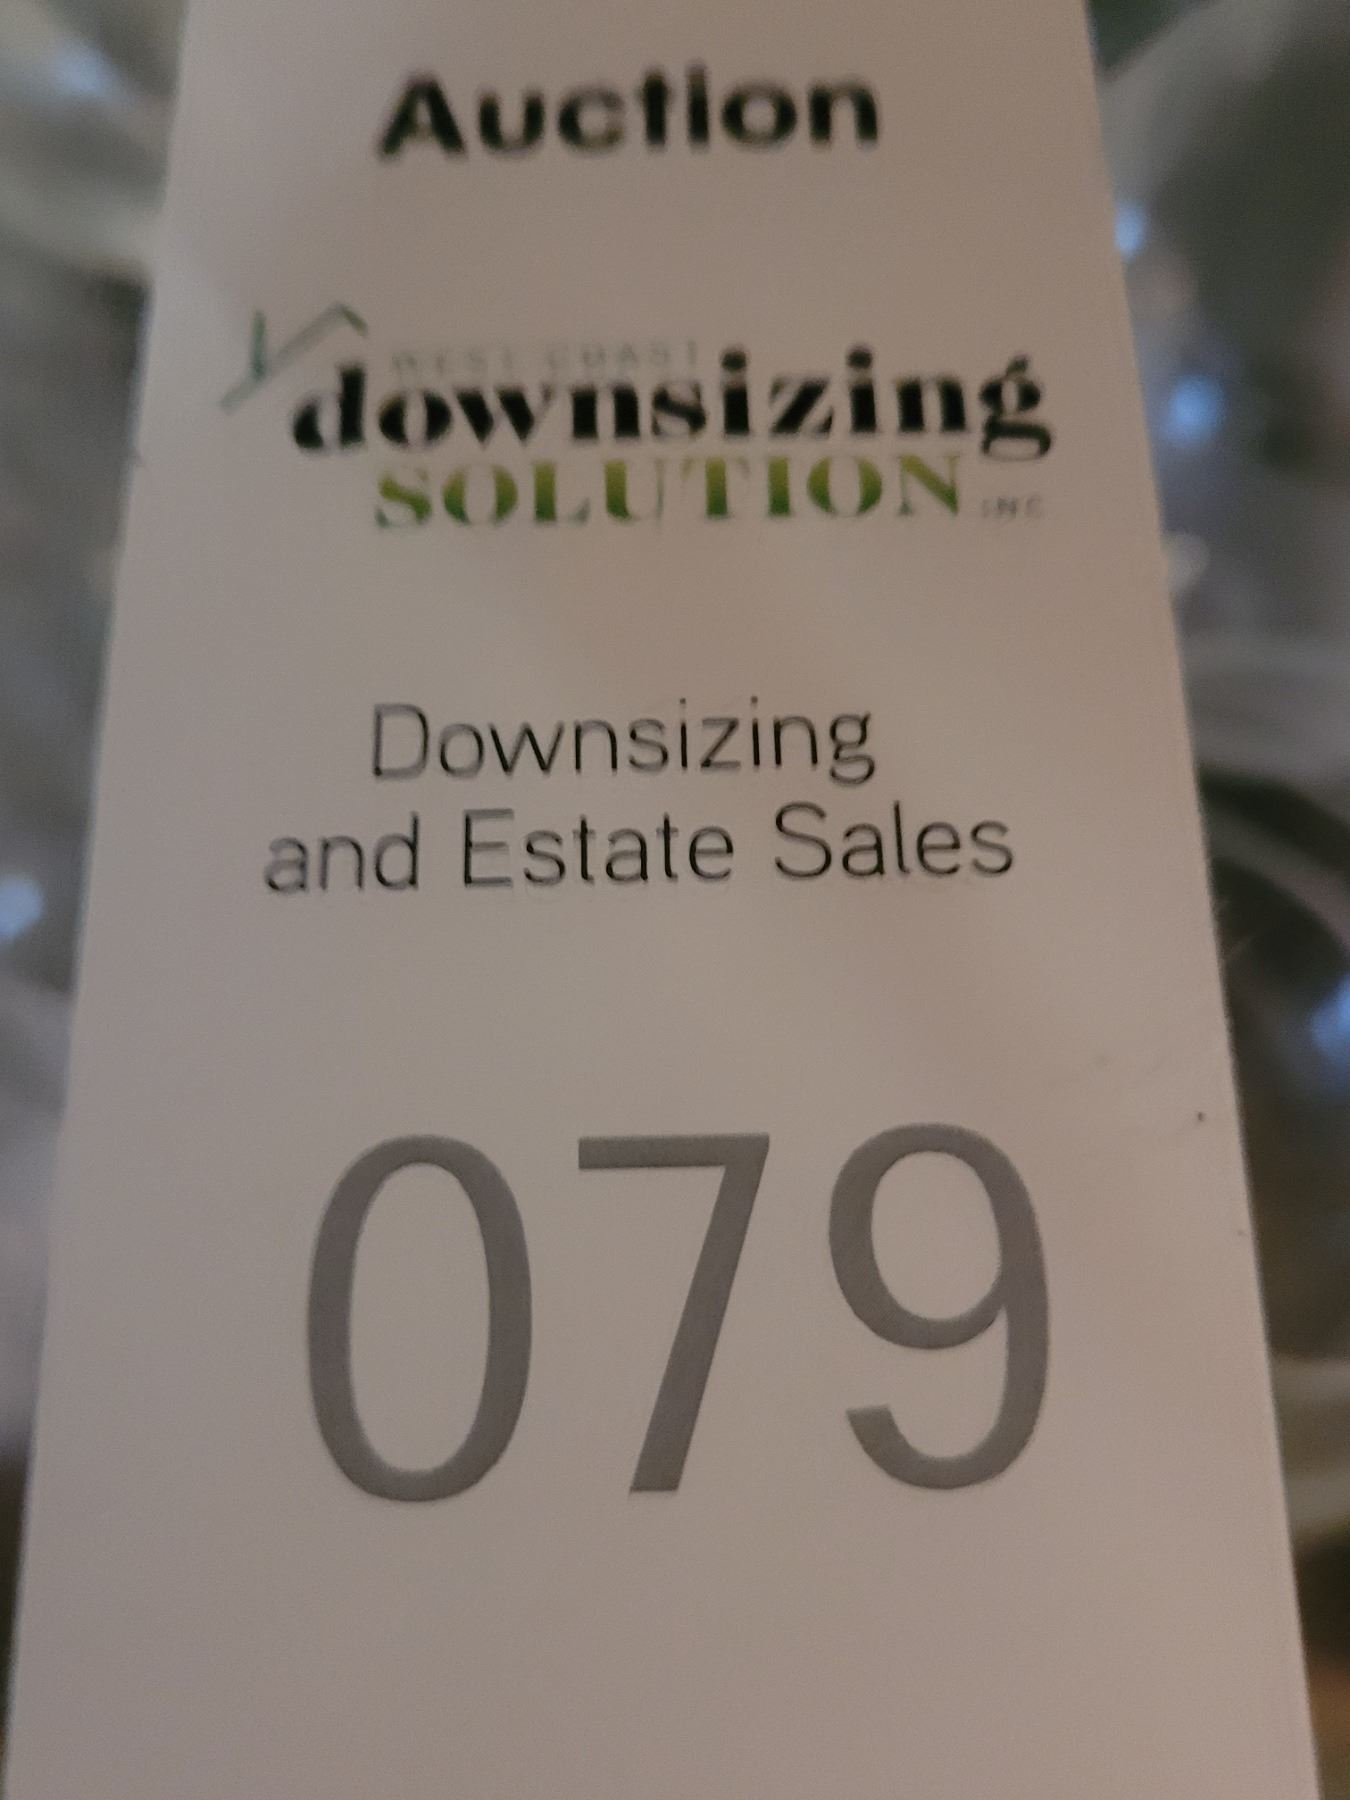 Auction
WEST COAST
downsizing
SOLUTION INC
Downsizing
and Estate Sales
079